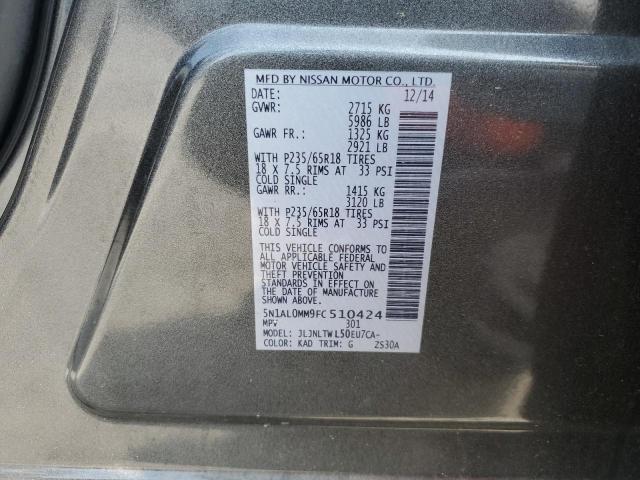 MFD BY NISSAN MOTOR CO., LTD.
DATE: 12/14
GVWR: 2715 KG
5986 LB
GAWR FR.: 1325 KG
2921 LB
WITH P235/65R18 TIRES
18 X 7.5 RIMS AT 33 PSI
COLD SINGLE
GAWR RR.: 1415 KG
3120 LB
WITH P235/65R18 TIRES
18 X 7.5 RIMS AT 33 PSI
COLD SINGLE
THIS VEHICLE CONFORMS TO
ALL APPLICABLE FEDERAL
MOTOR VEHICLE SAFETY AND
THEFT PREVENTION
STANDARDS IN EFFECT ON
THE DATE OF MANUFACTURE
SHOWN ABOVE.
5N1AL0MM9FC510424
MPV 301
MODEL: JLJNLTWL50EU7CA-
COLOR: KAD TRIM: G ZS30A